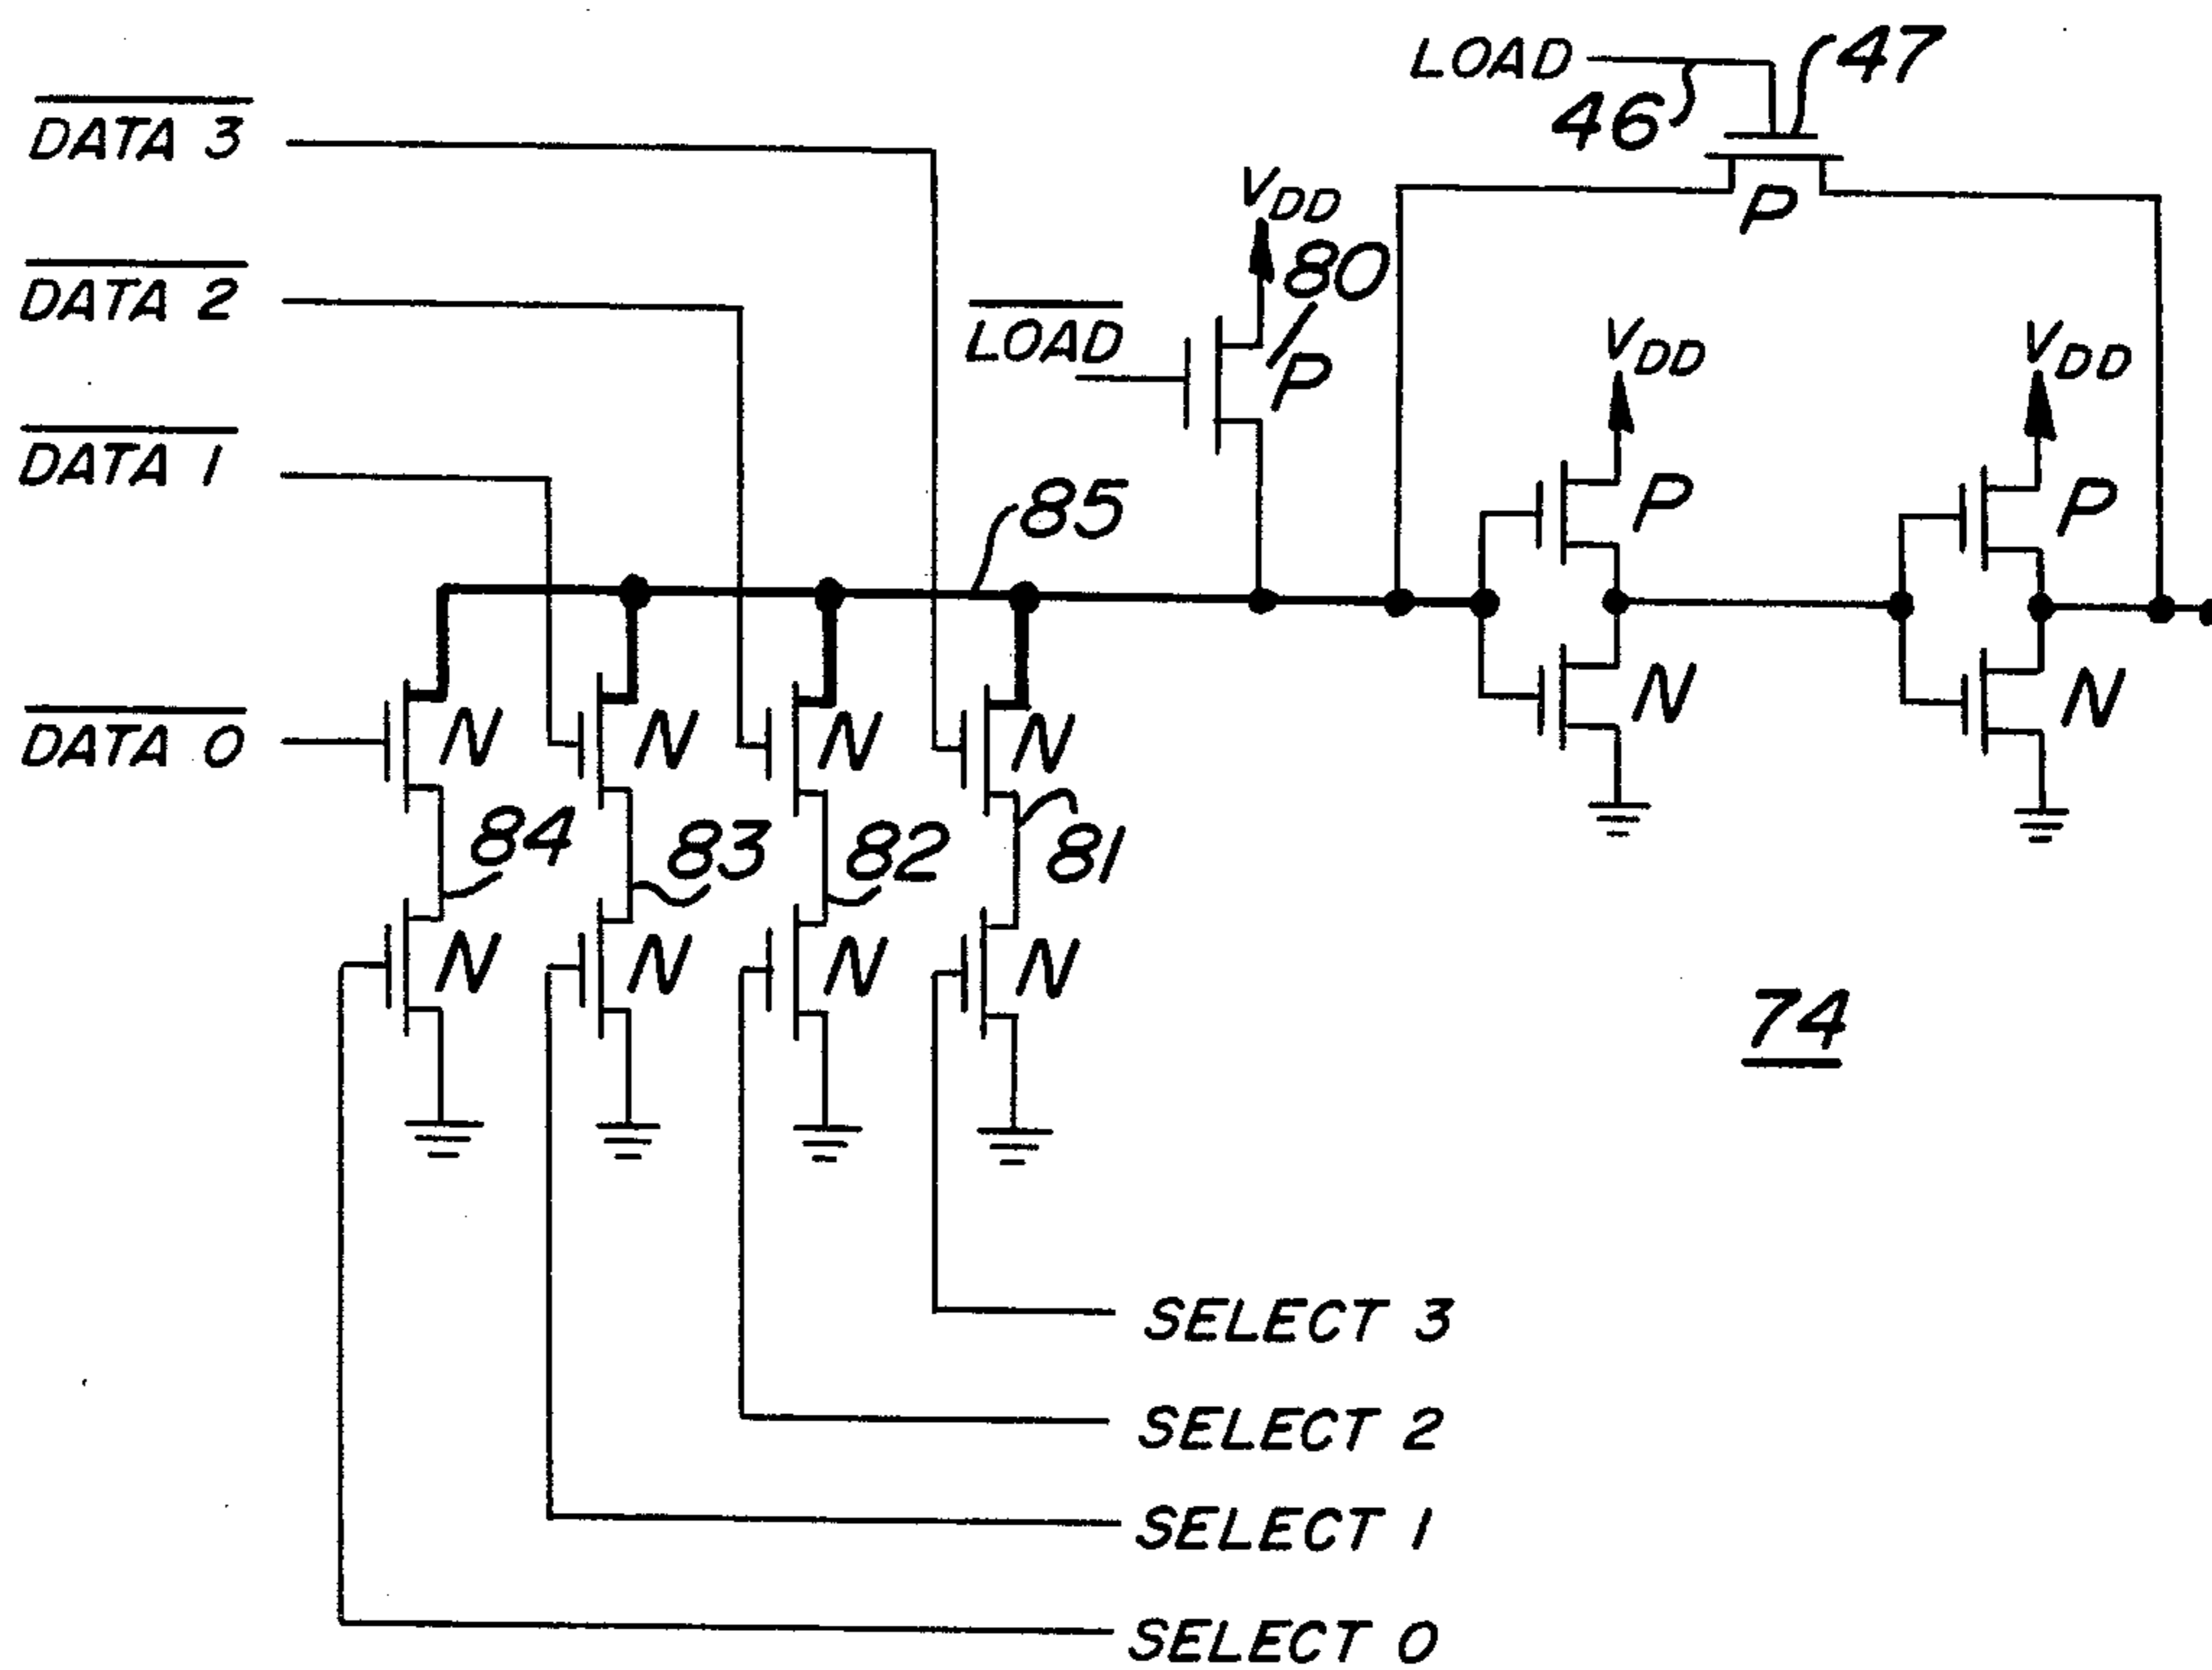 LOAD
47
46
DATA 3
VDD
80
DATA 2
LOAD
P
P
VDD
VDD
DATA 1
85
P
P
DATA 0
N
N
N
N
N
N
84
83
82
81
N
N
N
N
74
SELECT 3
SELECT 2
SELECT 1
SELECT 0